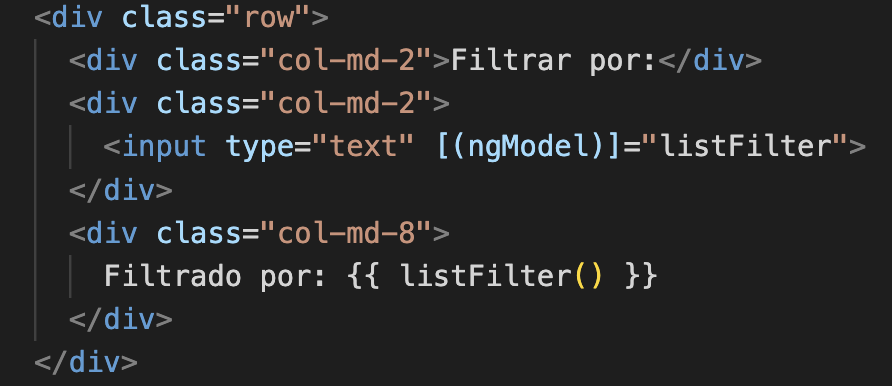 <div class="row">
<div class="col-md-2">Filtrar por:</div>
<div class="col-md-2">
<input type="text" [(ngModel)]="listFilter">
</div>
<div class="col-md-8">
Filtrado por: {{ listFilter() }}
</div>
</div>